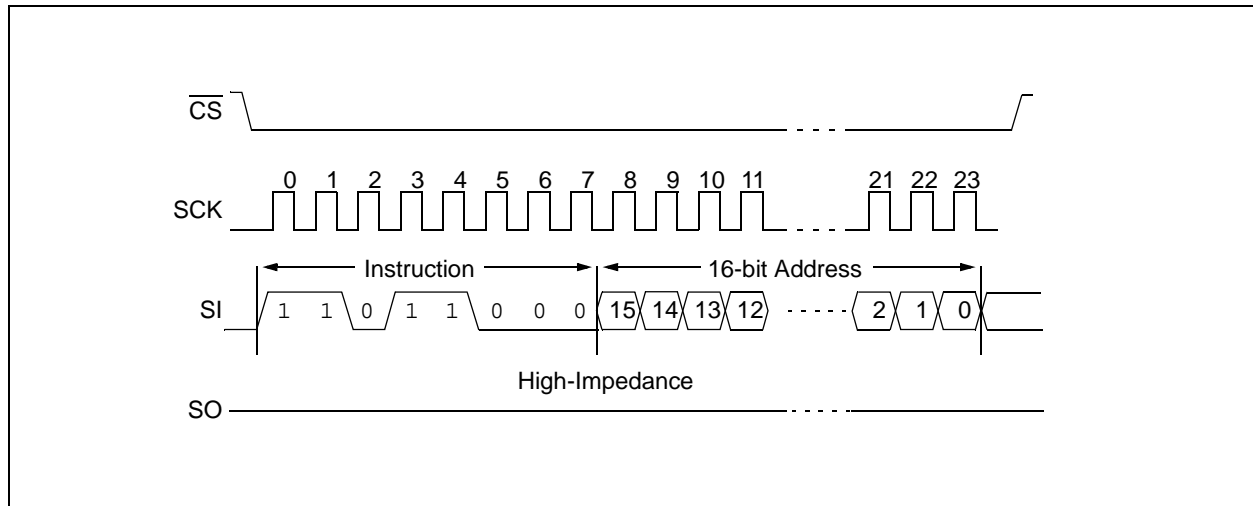 CS
0 1 2 3 4 5 6 7 8 9 10 11 21 22 23
SCK
Instruction 16-bit Address
SI 1 1 0 1 1 0 0 0 15 14 13 12 2 1 0
High-Impedance
SO